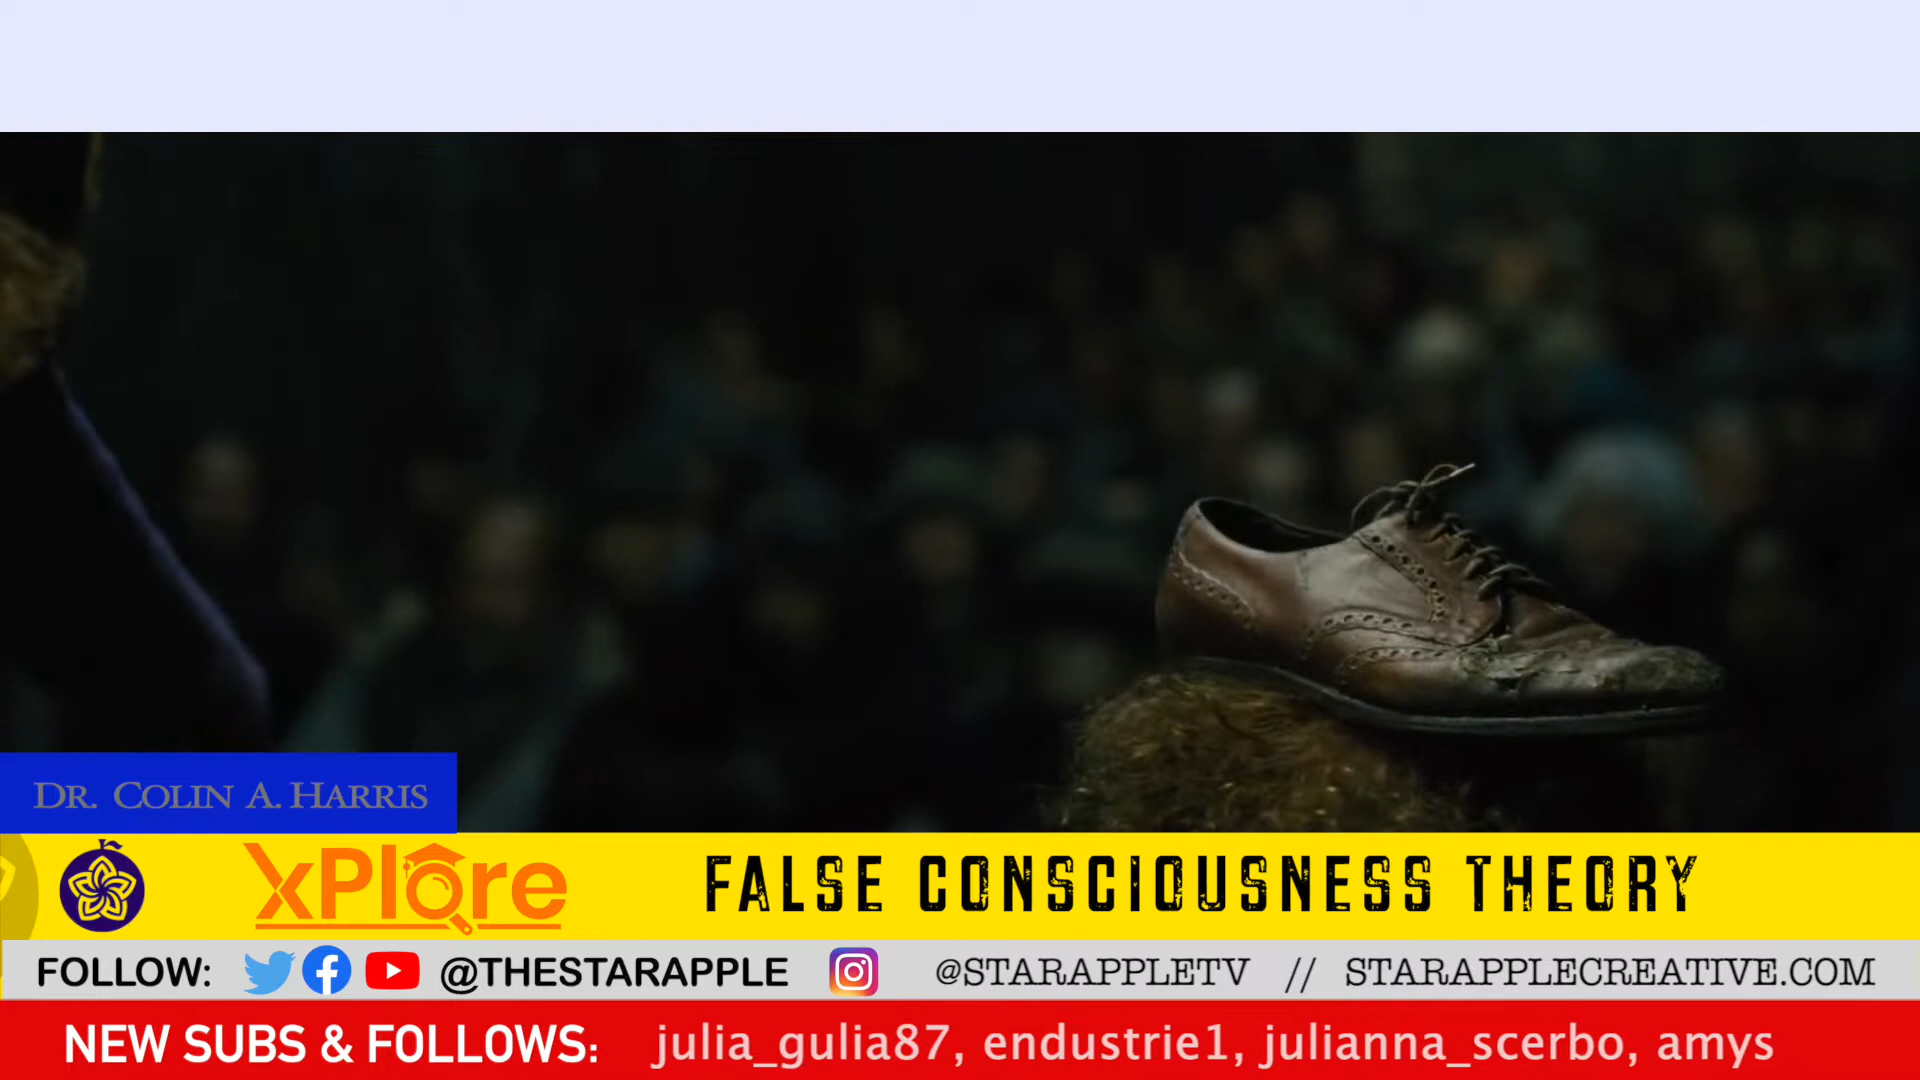 DR. COLIN A. HARRIS
xPlore
FALSE CONSCIOUSNESS THEORY
FOLLOW: @THESTARAPPLE @STARAPPLETV // STARAPPLECREATIVE.COM
NEW SUBS & FOLLOWS: julia_gulia87, endustrie1, julianna_scerbo, amys